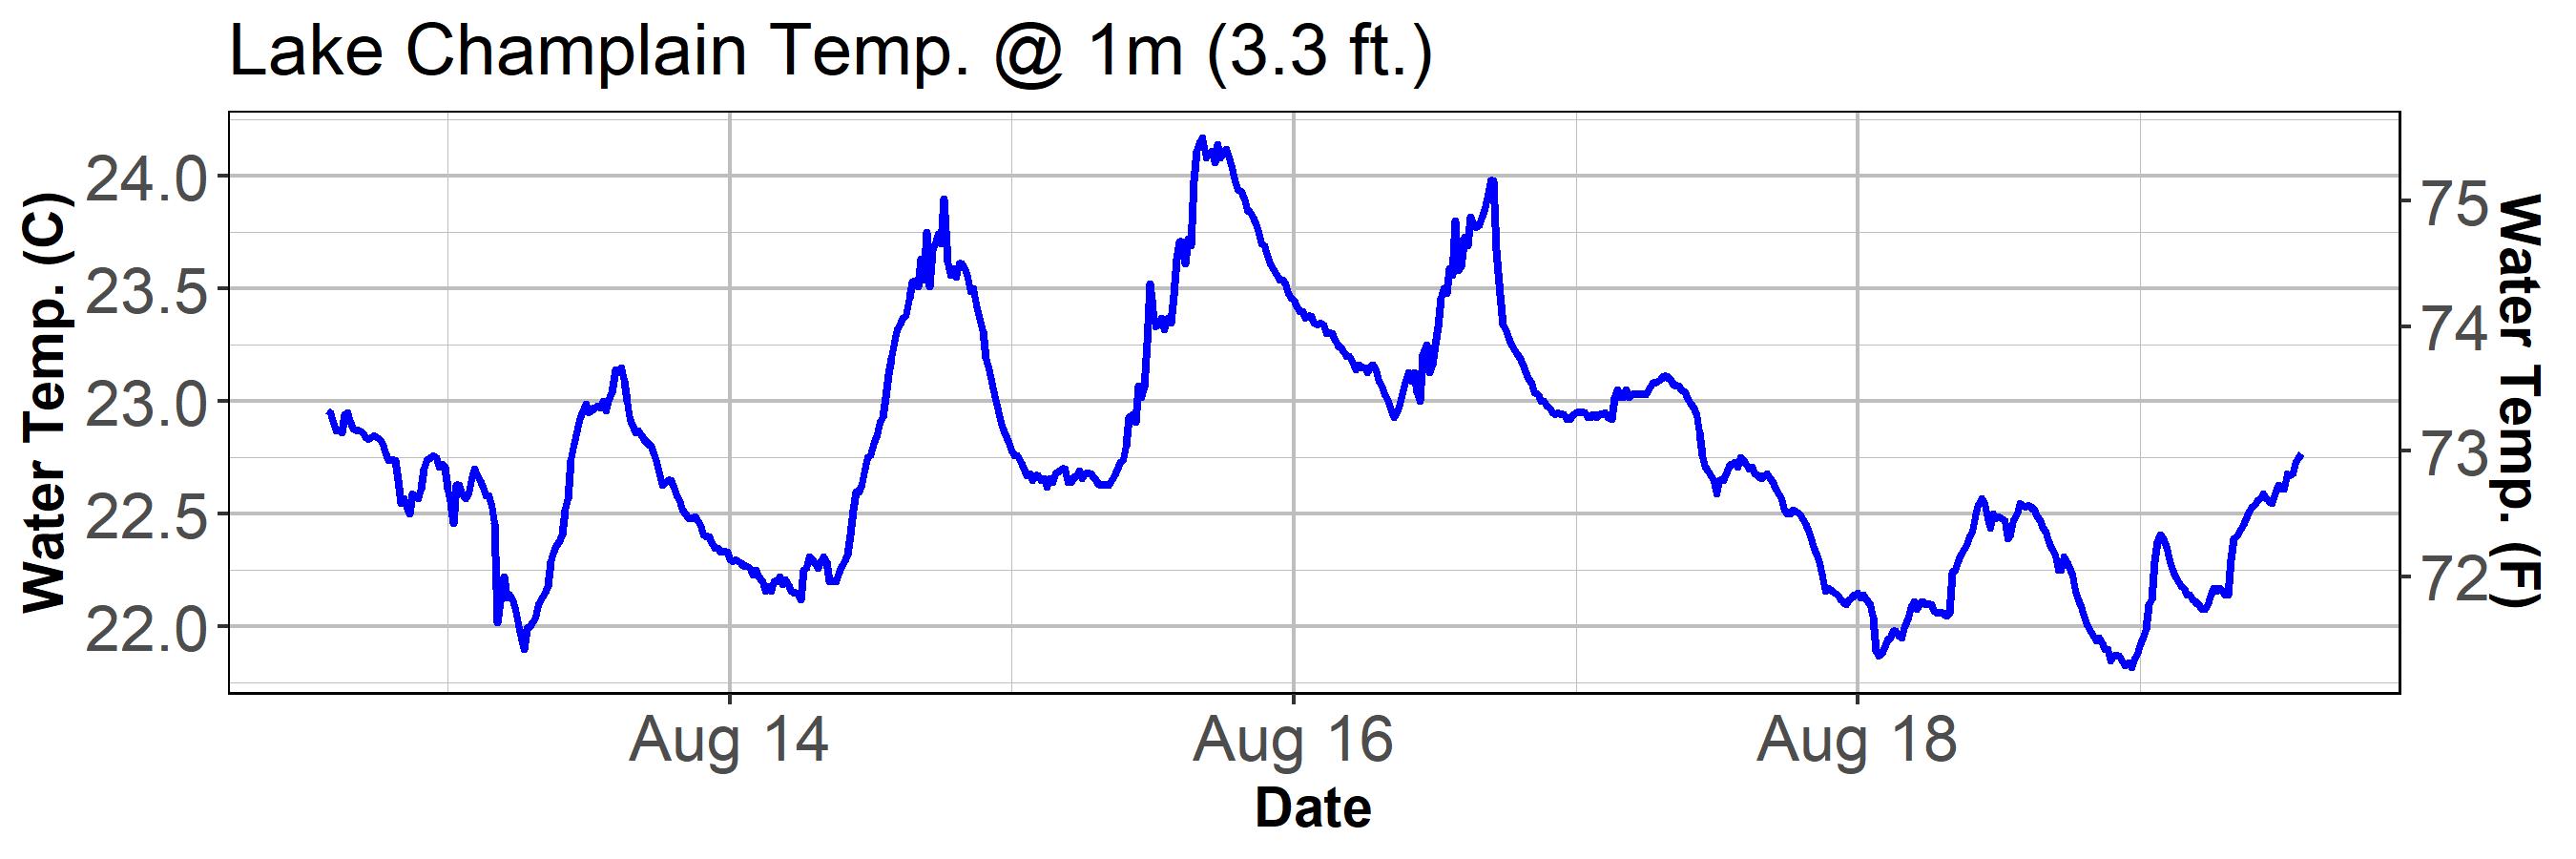 Lake Champlain Temp. @ 1m (3.3 ft.)
Water Temp. (C)
24.0
23.5
23.0
22.5
22.0
75
74
73
72
Water Temp. (F)
Aug 14
Aug 16
Aug 18
Date